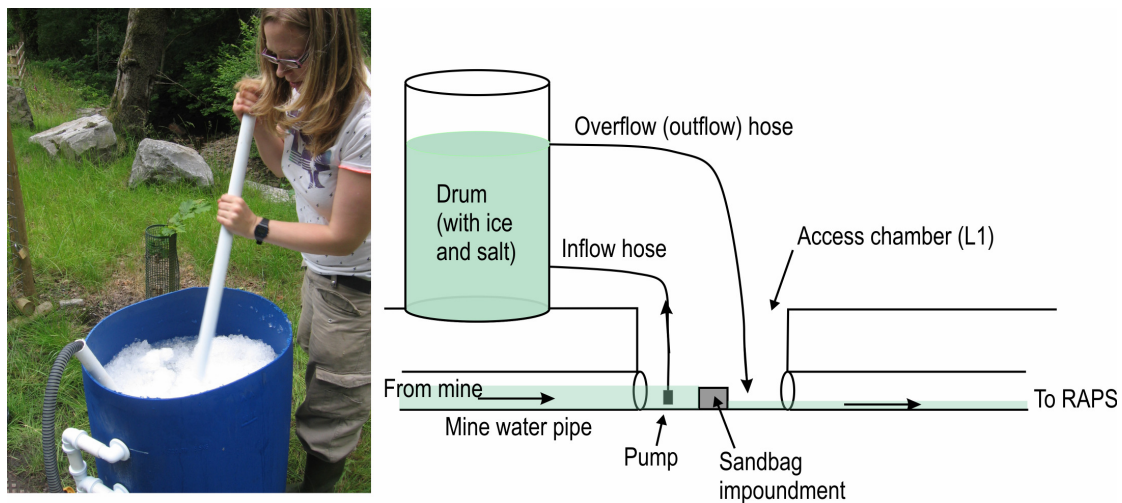 Overflow (outflow) hose
Drum
(with ice
and salt)
Inflow hose
Access chamber (L1)
From mine
Mine water pipe
To RAPS
Pump
Sandbag
impoundment